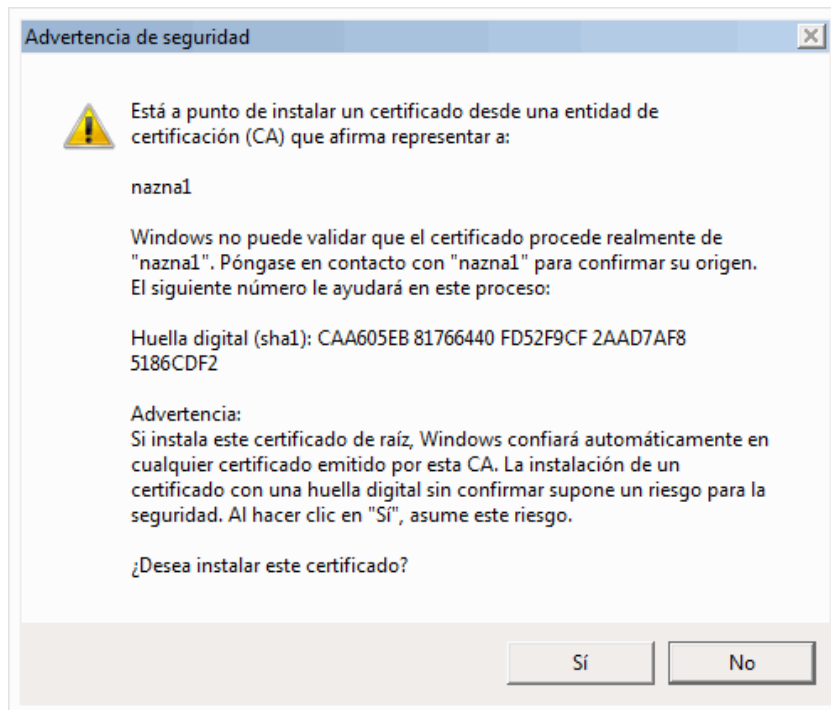 Advertencia de seguridad
Está a punto de instalar un certificado desde una entidad de
certificación (CA) que afirma representar a:
nazna1
Windows no puede validar que el certificado procede realmente de
"nazna1". Póngase en contacto con "nazna1" para confirmar su origen.
El siguiente número le ayudará en este proceso:
Huella digital (sha1): CAA605EB 81766440 FD52F9CF 2AAD7AF8
5186CDF2
Advertencia:
Si instala este certificado de raíz, Windows confiará automáticamente en
cualquier certificado emitido por esta CA. La instalación de un
certificado con una huella digital sin confirmar supone un riesgo para la
seguridad. Al hacer clic en "Sí", asume este riesgo.
¿Desea instalar este certificado?
Sí No